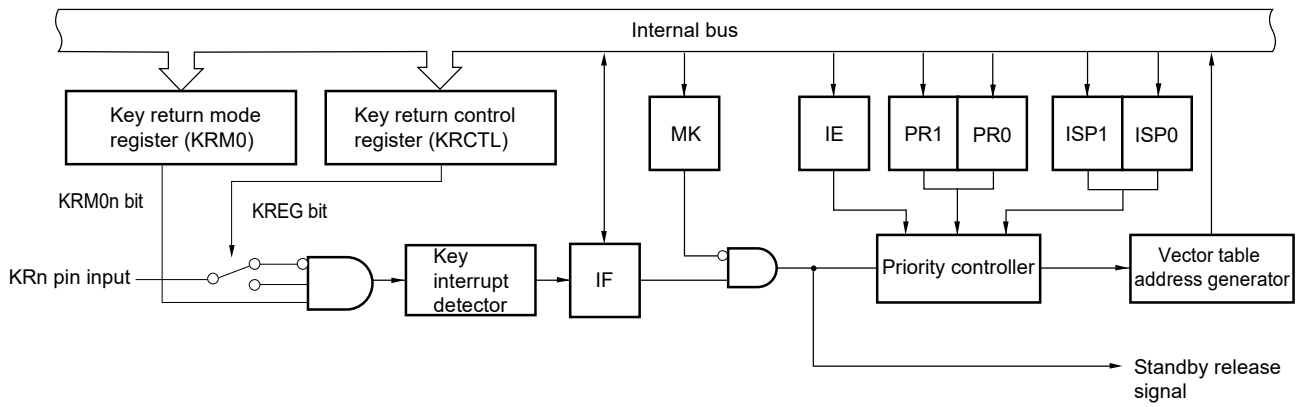 Internal bus
Key return mode
register (KRM0)
Key return control
register (KRCTL)
MK
IE
PR1
PR0
ISP1
ISP0
KRM0n bit
KREG bit
KRn pin input
Key
interrupt
detector
IF
Priority controller
Vector table
address generator
Standby release
signal